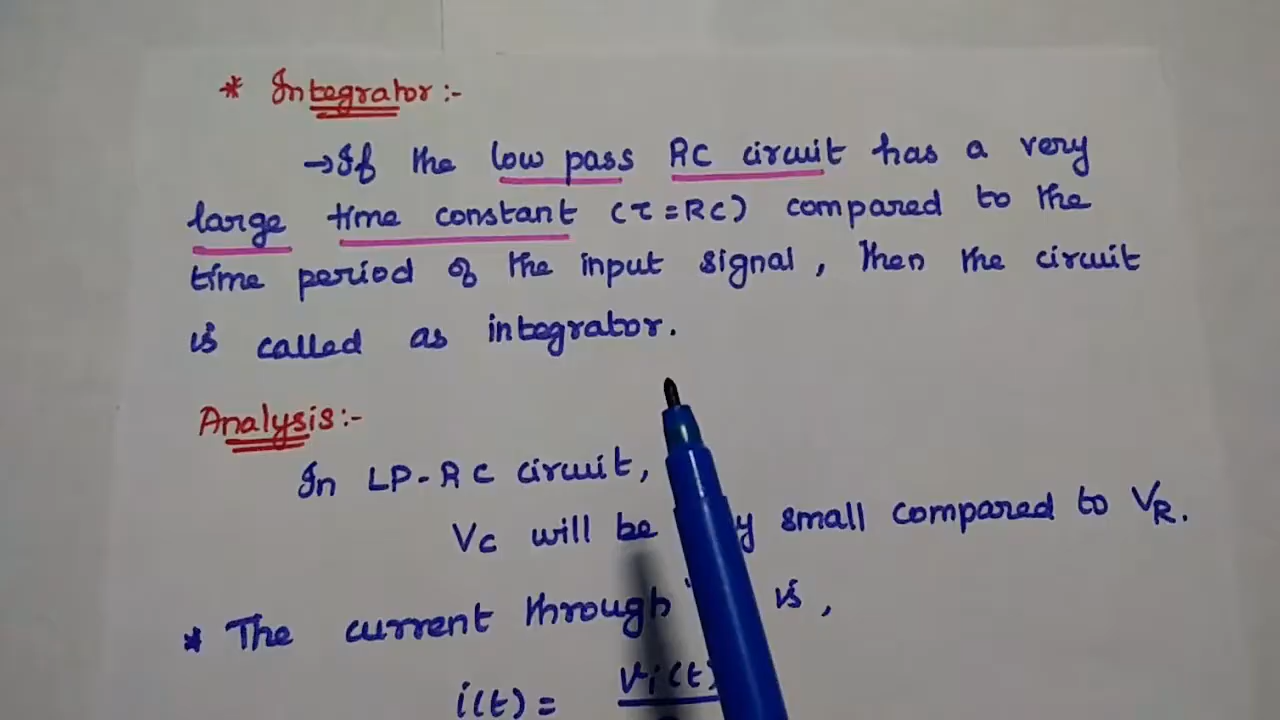 * Integrator:-
→If the low pass RC circuit has a very
large time constant (τ=RC) compared to the
time period of the input signal, then the circuit
is called as integrator.
Analysis:-
In LP-RC circuit,
Vc will be small compared to VR.
* The current through is,
i(t)= Vi(t)